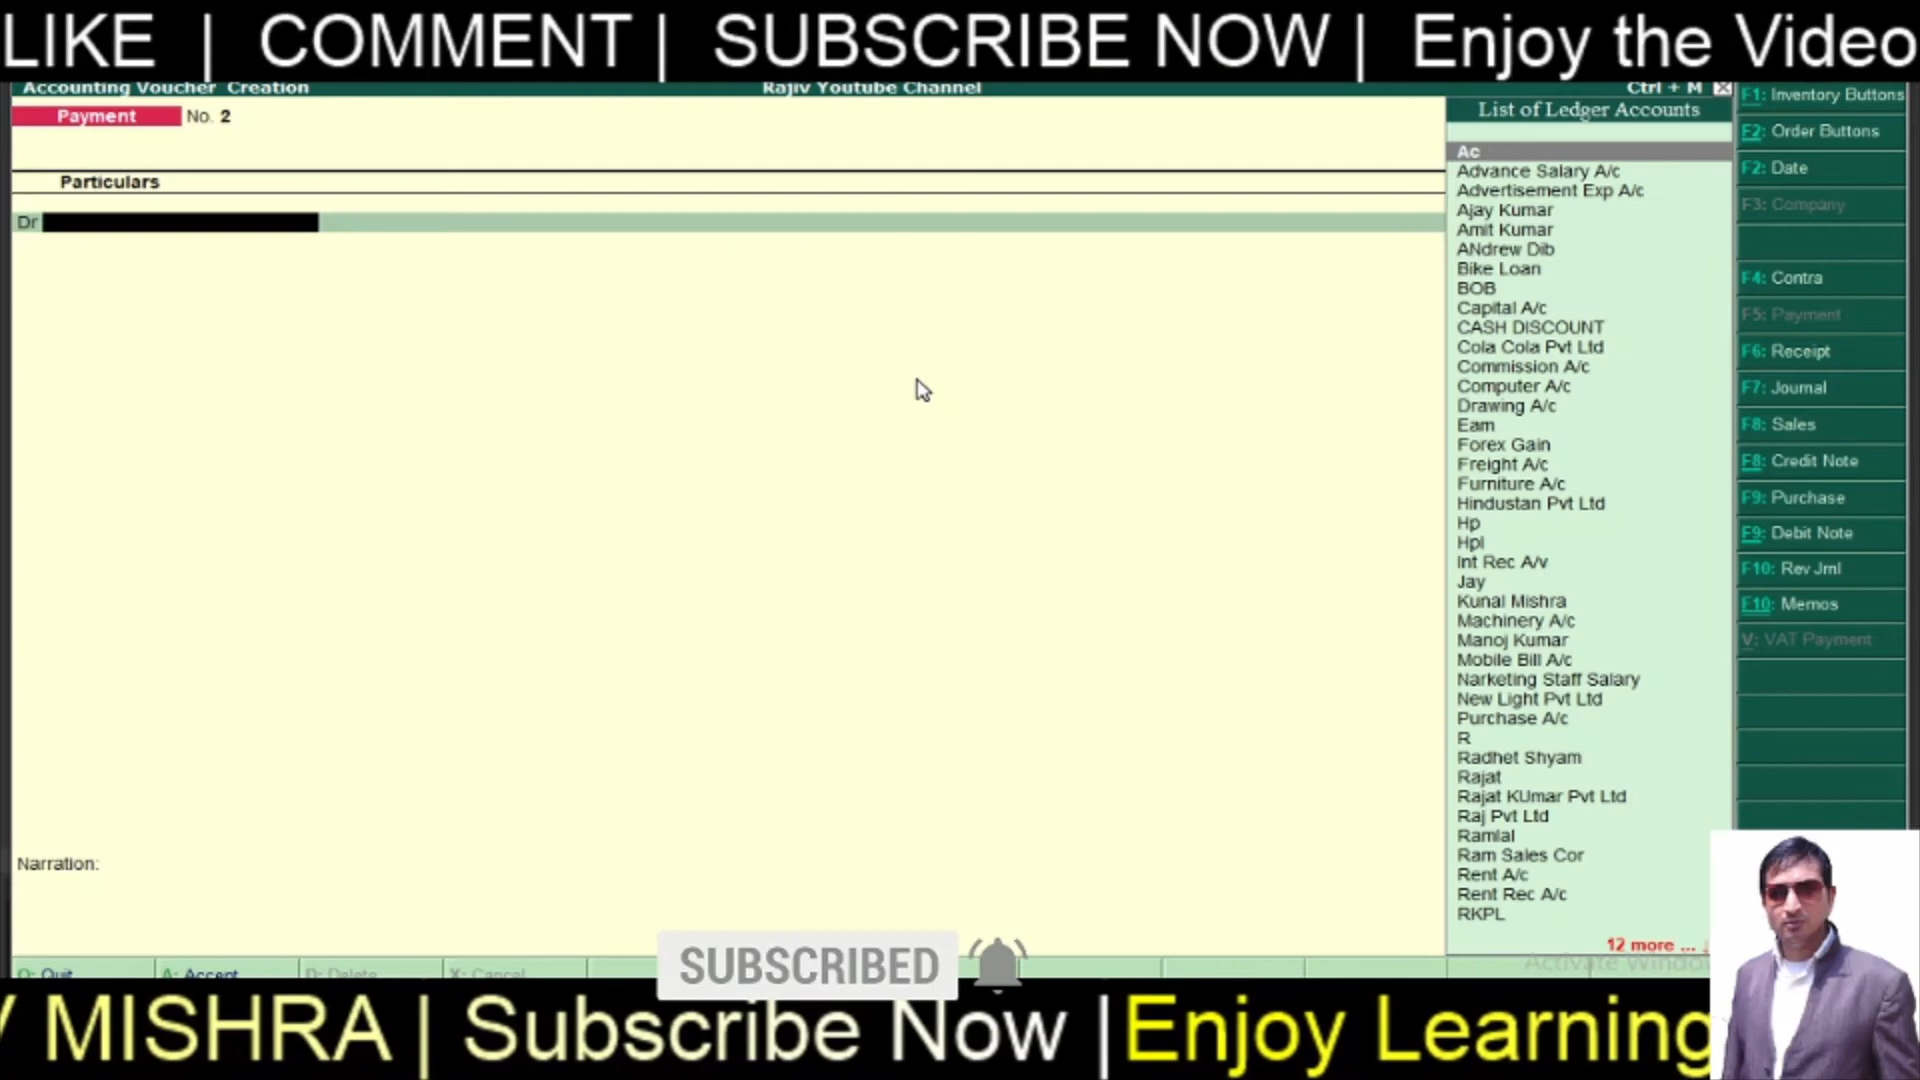 LIKE | COMMENT | SUBSCRIBE NOW | Enjoy the Video
Accounting Voucher Creation
Rajiv Youtube Channel
Ctrl + M
Payment No. 2
Particulars
Dr
Narration:
List of Ledger Accounts
Ac
Advance Salary A/c
Advertisement Exp A/c
Ajay Kumar
Amit Kumar
ANdrew Dib
Bike Loan
BOB
Capital A/c
CASH DISCOUNT
Cola Cola Pvt Ltd
Commission A/c
Computer A/c
Drawing A/c
Earn
Forex Gain
Freight A/c
Furniture A/c
Hindustan Pvt Ltd
Hp
Hpl
Int Rec A/v
Jay
Kunal Mishra
Machinery A/c
Manoj Kumar
Mobile Bill A/c
Narketing Staff Salary
New Light Pvt Ltd
Purchase A/c
R
Radhet Shyam
Rajat
Rajat KUmar Pvt Ltd
Raj Pvt Ltd
Ramlal
Ram Sales Cor
Rent A/c
Rent Rec A/c
RKPL
12 more ...
F1: Inventory Buttons
F2: Order Buttons
F2: Date
F3: Company
F4: Contra
F5: Payment
F6: Receipt
F7: Journal
F8: Sales
F8: Credit Note
F9: Purchase
F9: Debit Note
F10: Rev Jrnl
F10: Memos
V: VAT Payment
Q: Quit
A: Accept
D: Delete
X: Cancel
SUBSCRIBED
MISHRA | Subscribe Now | Enjoy Learning